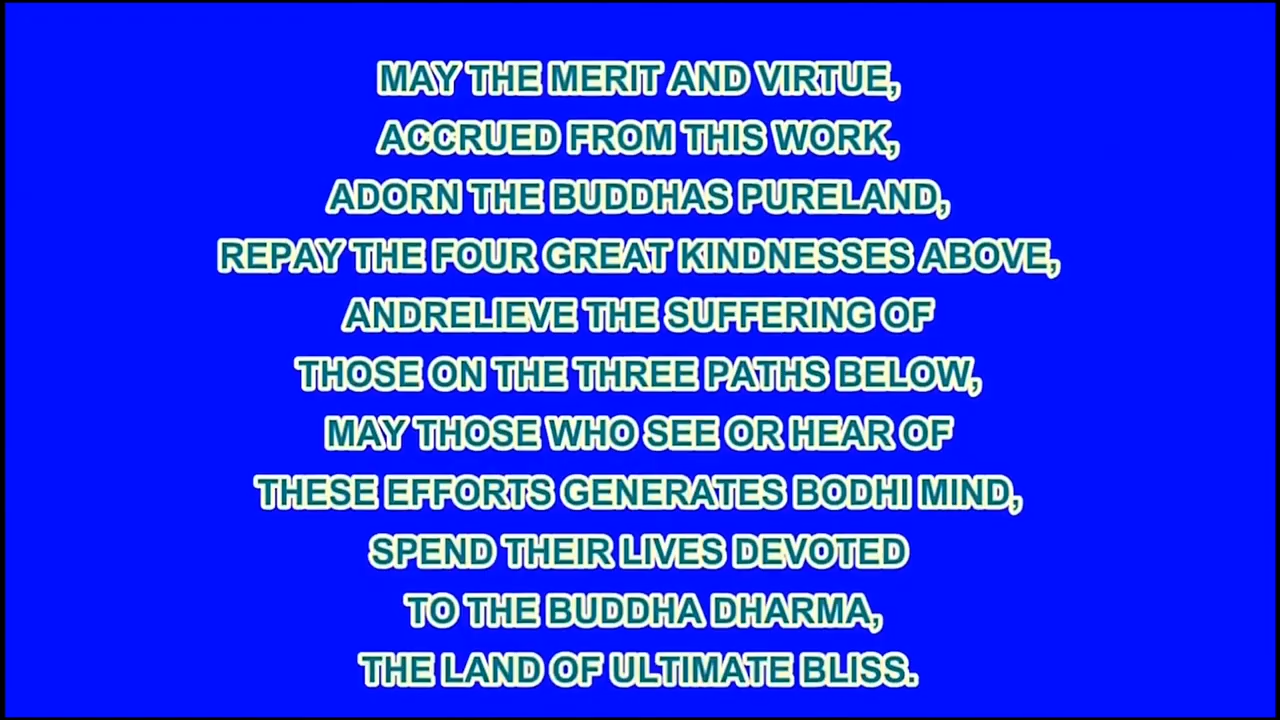 MAY THE MERIT AND VIRTUE,
ACCRUED FROM THIS WORK,
ADORN THE BUDDHAS PURELAND,
REPAY THE FOUR GREAT KINDNESSES ABOVE,
ANDRELIEVE THE SUFFERING OF
THOSE ON THE THREE PATHS BELOW,
MAY THOSE WHO SEE OR HEAR OF
THESE EFFORTS GENERATES BODHI MIND,
SPEND THEIR LIVES DEVOTED
TO THE BUDDHA DHARMA,
THE LAND OF ULTIMATE BLISS.